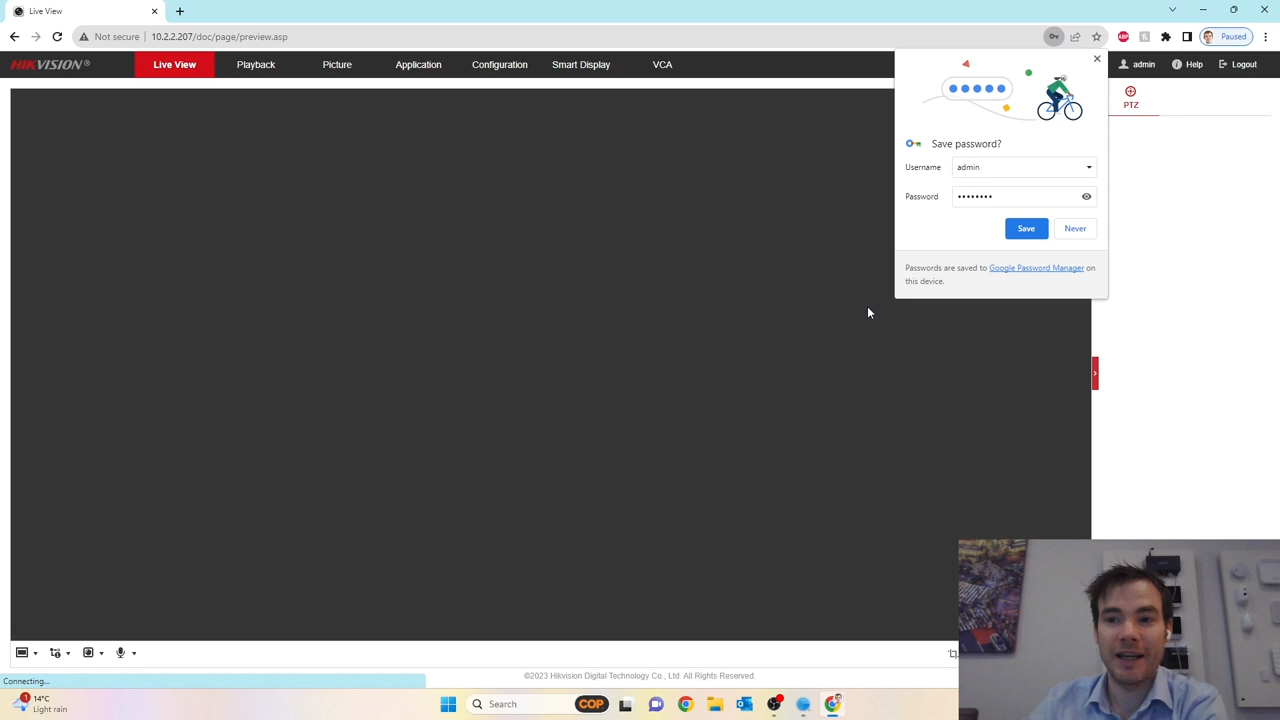 Live View
Not secure
10.2.2.207/doc/page/preview.asp
ABP
Paused
HIKVISION®
Live View
Playback
Picture
Application
Configuration
Smart Display
VCA
admin
Help
Logout
PTZ
Save password?
Username
admin
Password
••••••••
Save
Never
Passwords are saved to Google Password Manager on
this device.
Connecting...
©2023 Hikvision Digital Technology Co., Ltd. All Rights Reserved.
1
14°C
Light rain
Search
COP